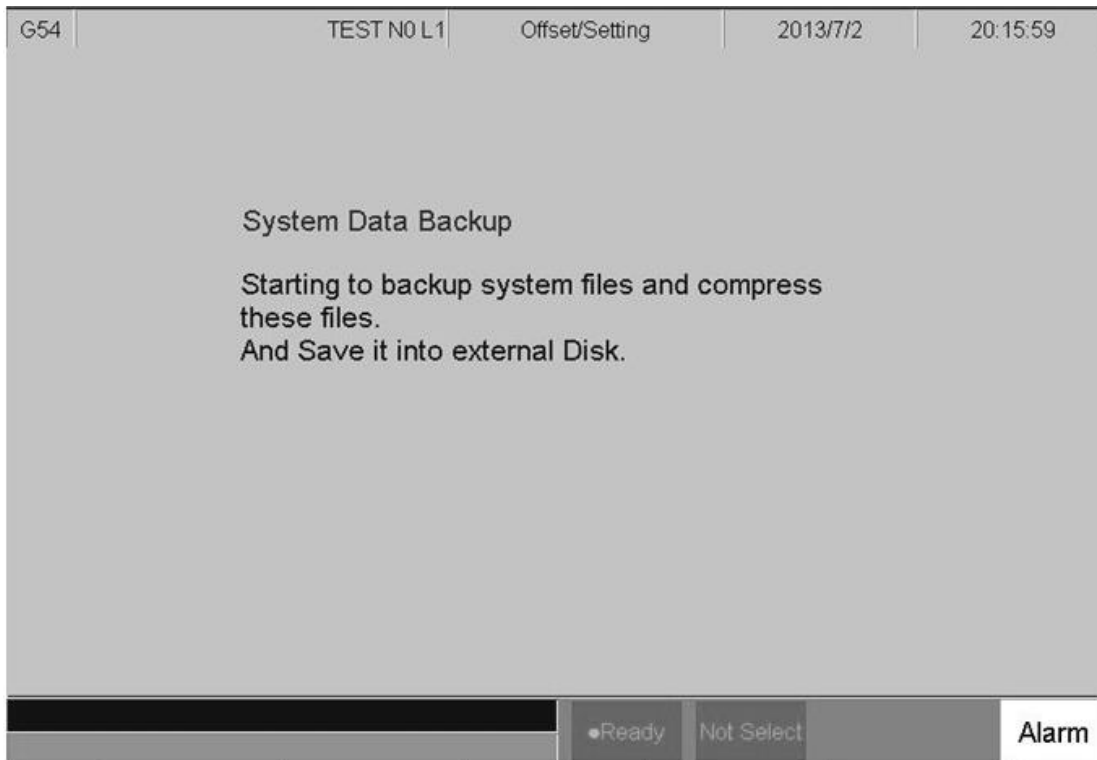 G54 TEST N0 L1 Offset/Setting 2013/7/2 20:15:59
System Data Backup
Starting to backup system files and compress
these files.
And Save it into external Disk.
●Ready Not Select Alarm